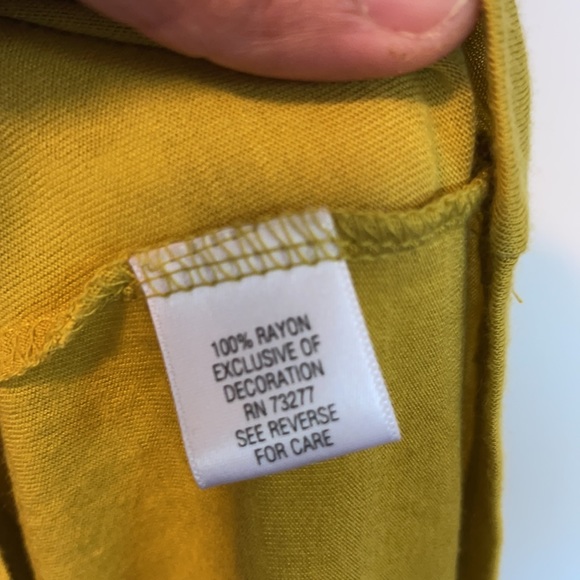 100% RAYON
EXCLUSIVE OF
DECORATION
RN 73277
SEE REVERSE
FOR CARE